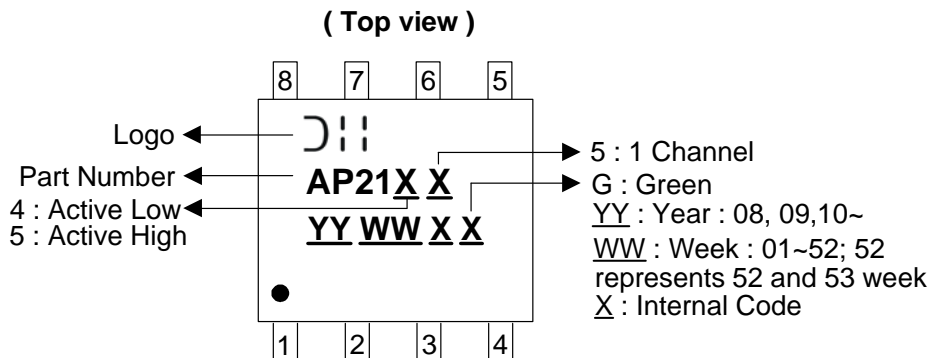 ( Top view )
8 7 6 5
Logo
Part Number
4 : Active Low
5 : Active High
AP21X X
YY WW X X
5 : 1 Channel
G : Green
YY : Year : 08, 09,10~
WW : Week : 01~52; 52
represents 52 and 53 week
X : Internal Code
1 2 3 4